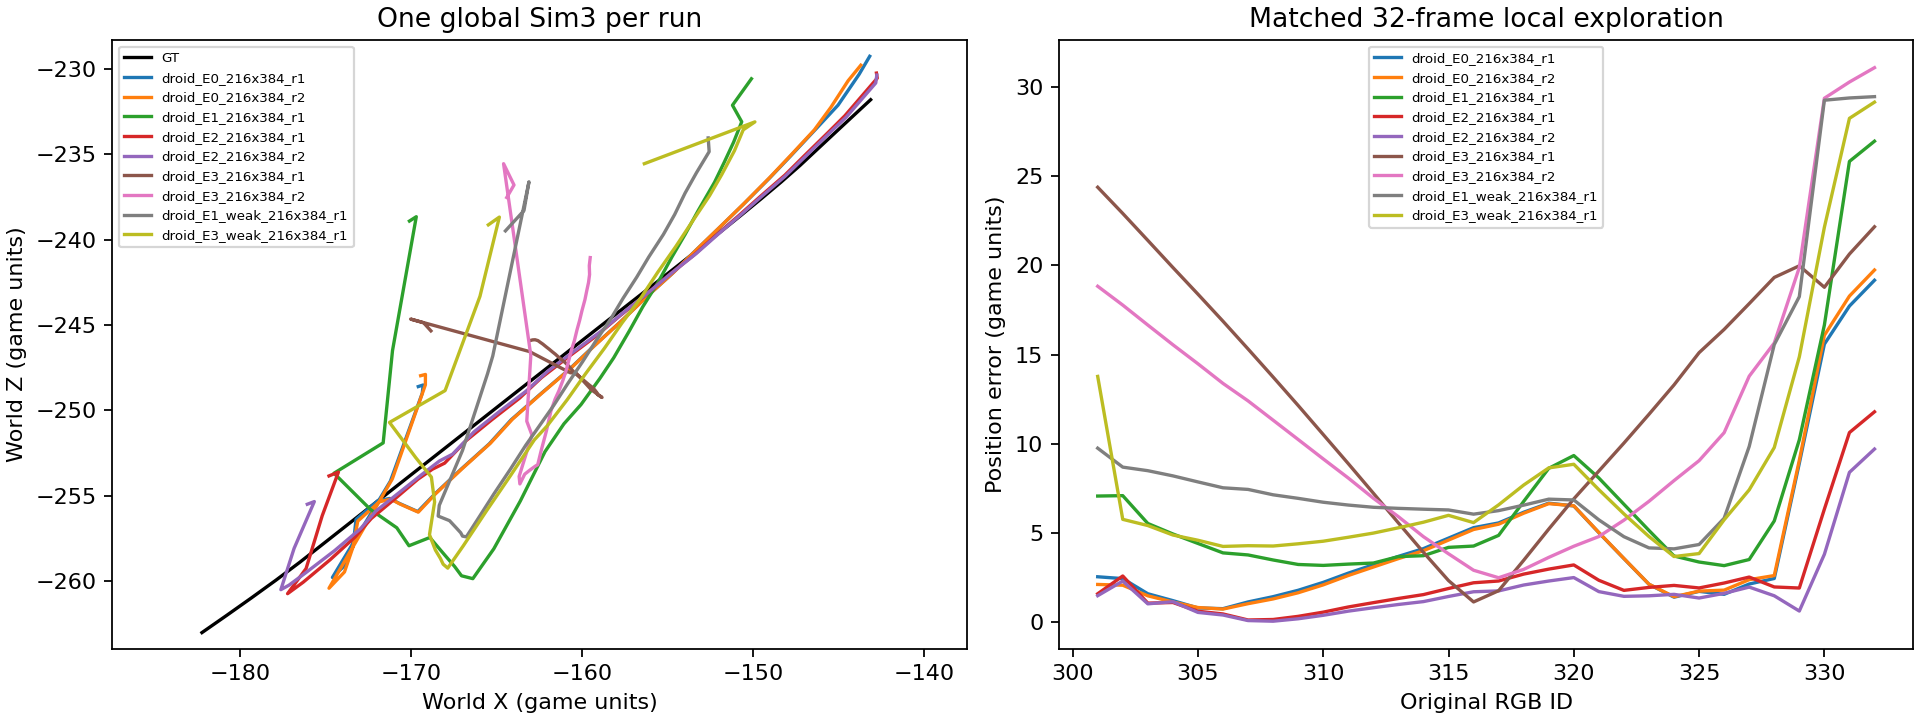 One global Sim3 per run
GT
droid_E0_216x384_r1
droid_E0_216x384_r2
droid_E1_216x384_r1
droid_E2_216x384_r1
droid_E2_216x384_r2
droid_E3_216x384_r1
droid_E3_216x384_r2
droid_E1_weak_216x384_r1
droid_E3_weak_216x384_r1
−230
−235
−240
−245
−250
−255
−260
World Z (game units)
−180 −170 −160 −150 −140
World X (game units)
Matched 32-frame local exploration
droid_E0_216x384_r1
droid_E0_216x384_r2
droid_E1_216x384_r1
droid_E2_216x384_r1
droid_E2_216x384_r2
droid_E3_216x384_r1
droid_E3_216x384_r2
droid_E1_weak_216x384_r1
droid_E3_weak_216x384_r1
30
25
20
15
10
5
0
Position error (game units)
300 305 310 315 320 325 330
Original RGB ID